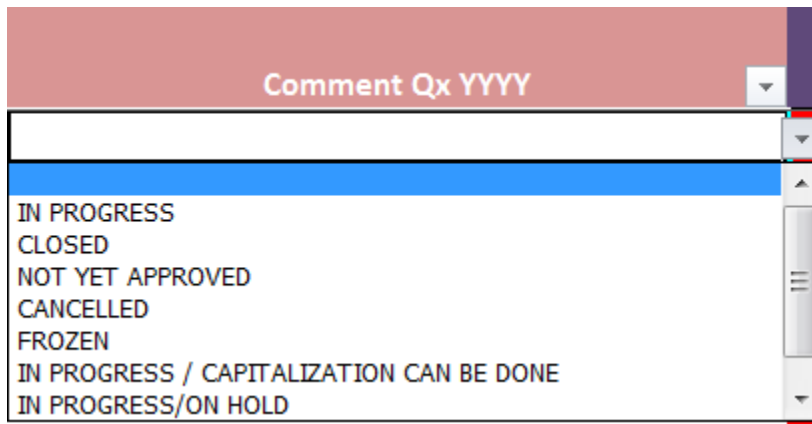 Comment Qx YYYY
IN PROGRESS
CLOSED
NOT YET APPROVED
CANCELLED
FROZEN
IN PROGRESS / CAPITALIZATION CAN BE DONE
IN PROGRESS/ON HOLD